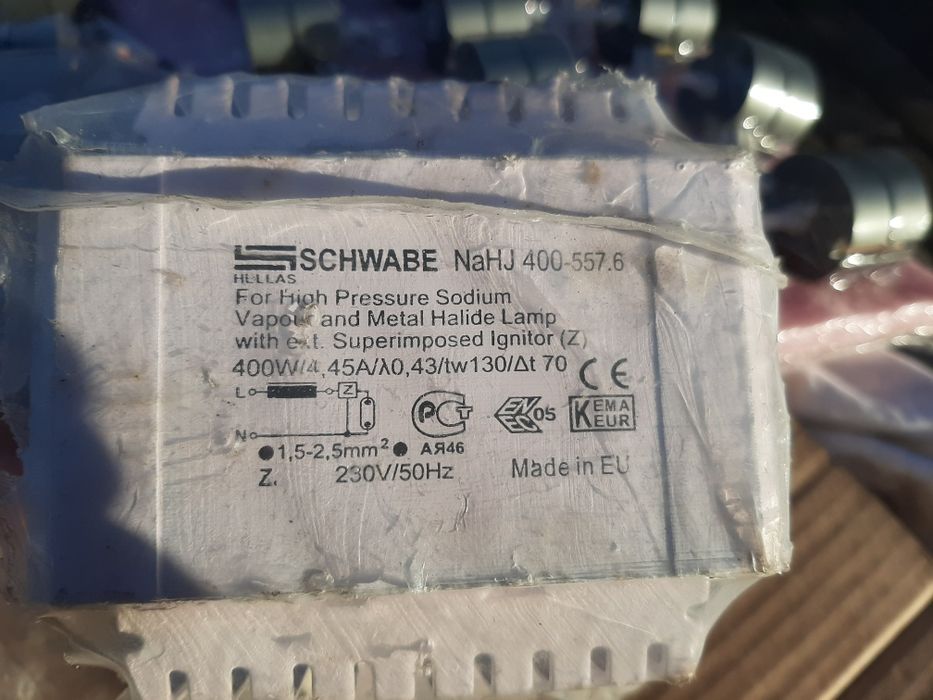 SCHWABE NaHJ 400-557.6
HELLAS
For High Pressure Sodium
Vapour and Metal Halide Lamp
with ext. Superimposed Ignitor (Z)
400W/4,45A/λ0,43/tw130/Δt 70
CE
L Z
N
PCT
АЯ46
ENEC 05
KEMA
KEUR
1,5-2,5mm²
Z. 230V/50Hz
Made in EU